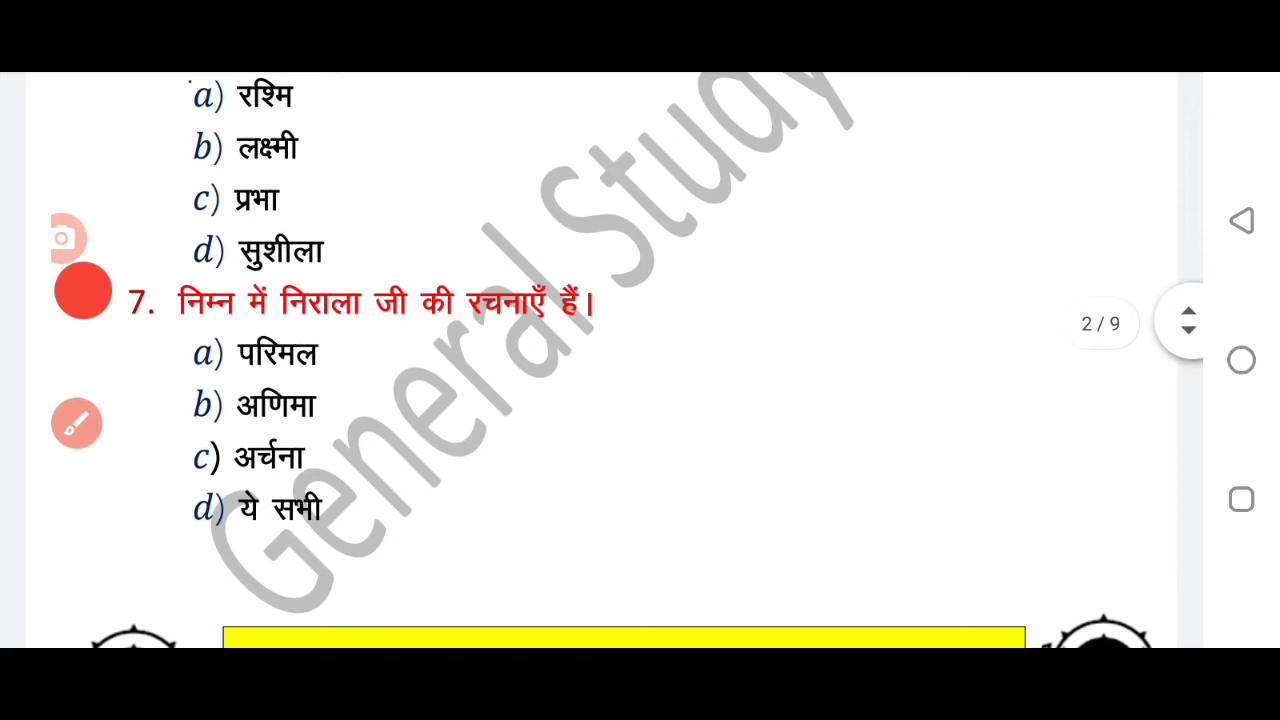 a) रश्मि
b) लक्ष्मी
c) प्रभा
d) सुशीला
7. निम्न में निराला जी की रचनाएँ हैं।
2 / 9
a) परिमल
b) अणिमा
c) अर्चना
d) ये सभी
General Study